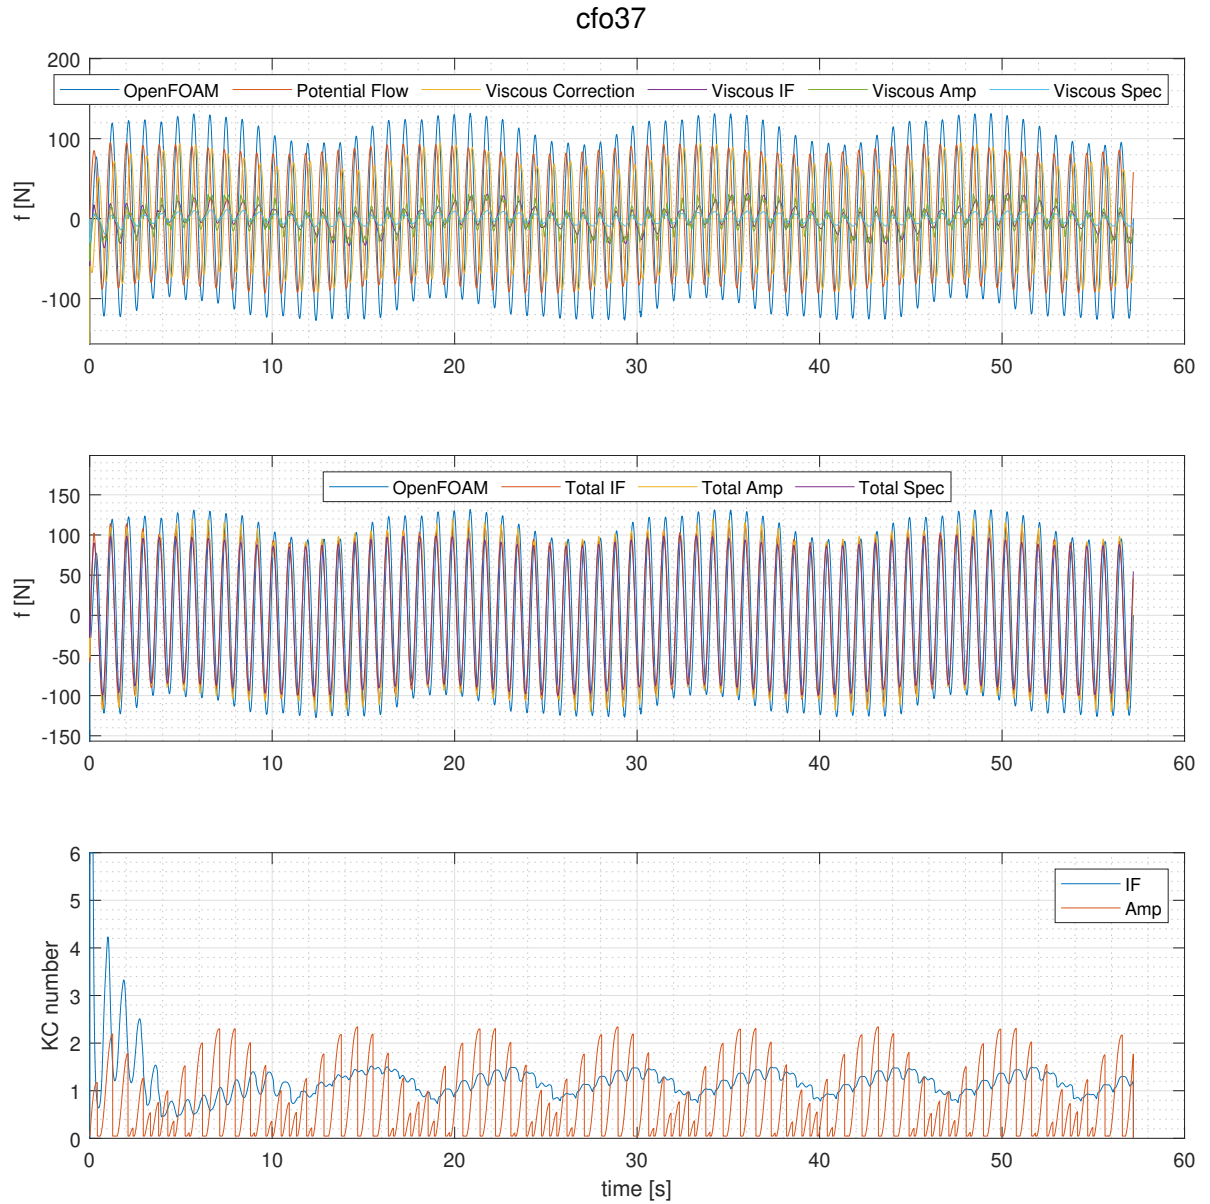 cfo37
200
OpenFOAM Potential Flow Viscous Correction Viscous IF Viscous Amp Viscous Spec
100
0
-100
f [N]
0 10 20 30 40 50 60
OpenFOAM Total IF Total Amp Total Spec
150
100
50
0
-50
-100
-150
f [N]
0 10 20 30 40 50 60
6
IF
Amp
5
4
3
2
1
0
KC number
0 10 20 30 40 50 60
time [s]